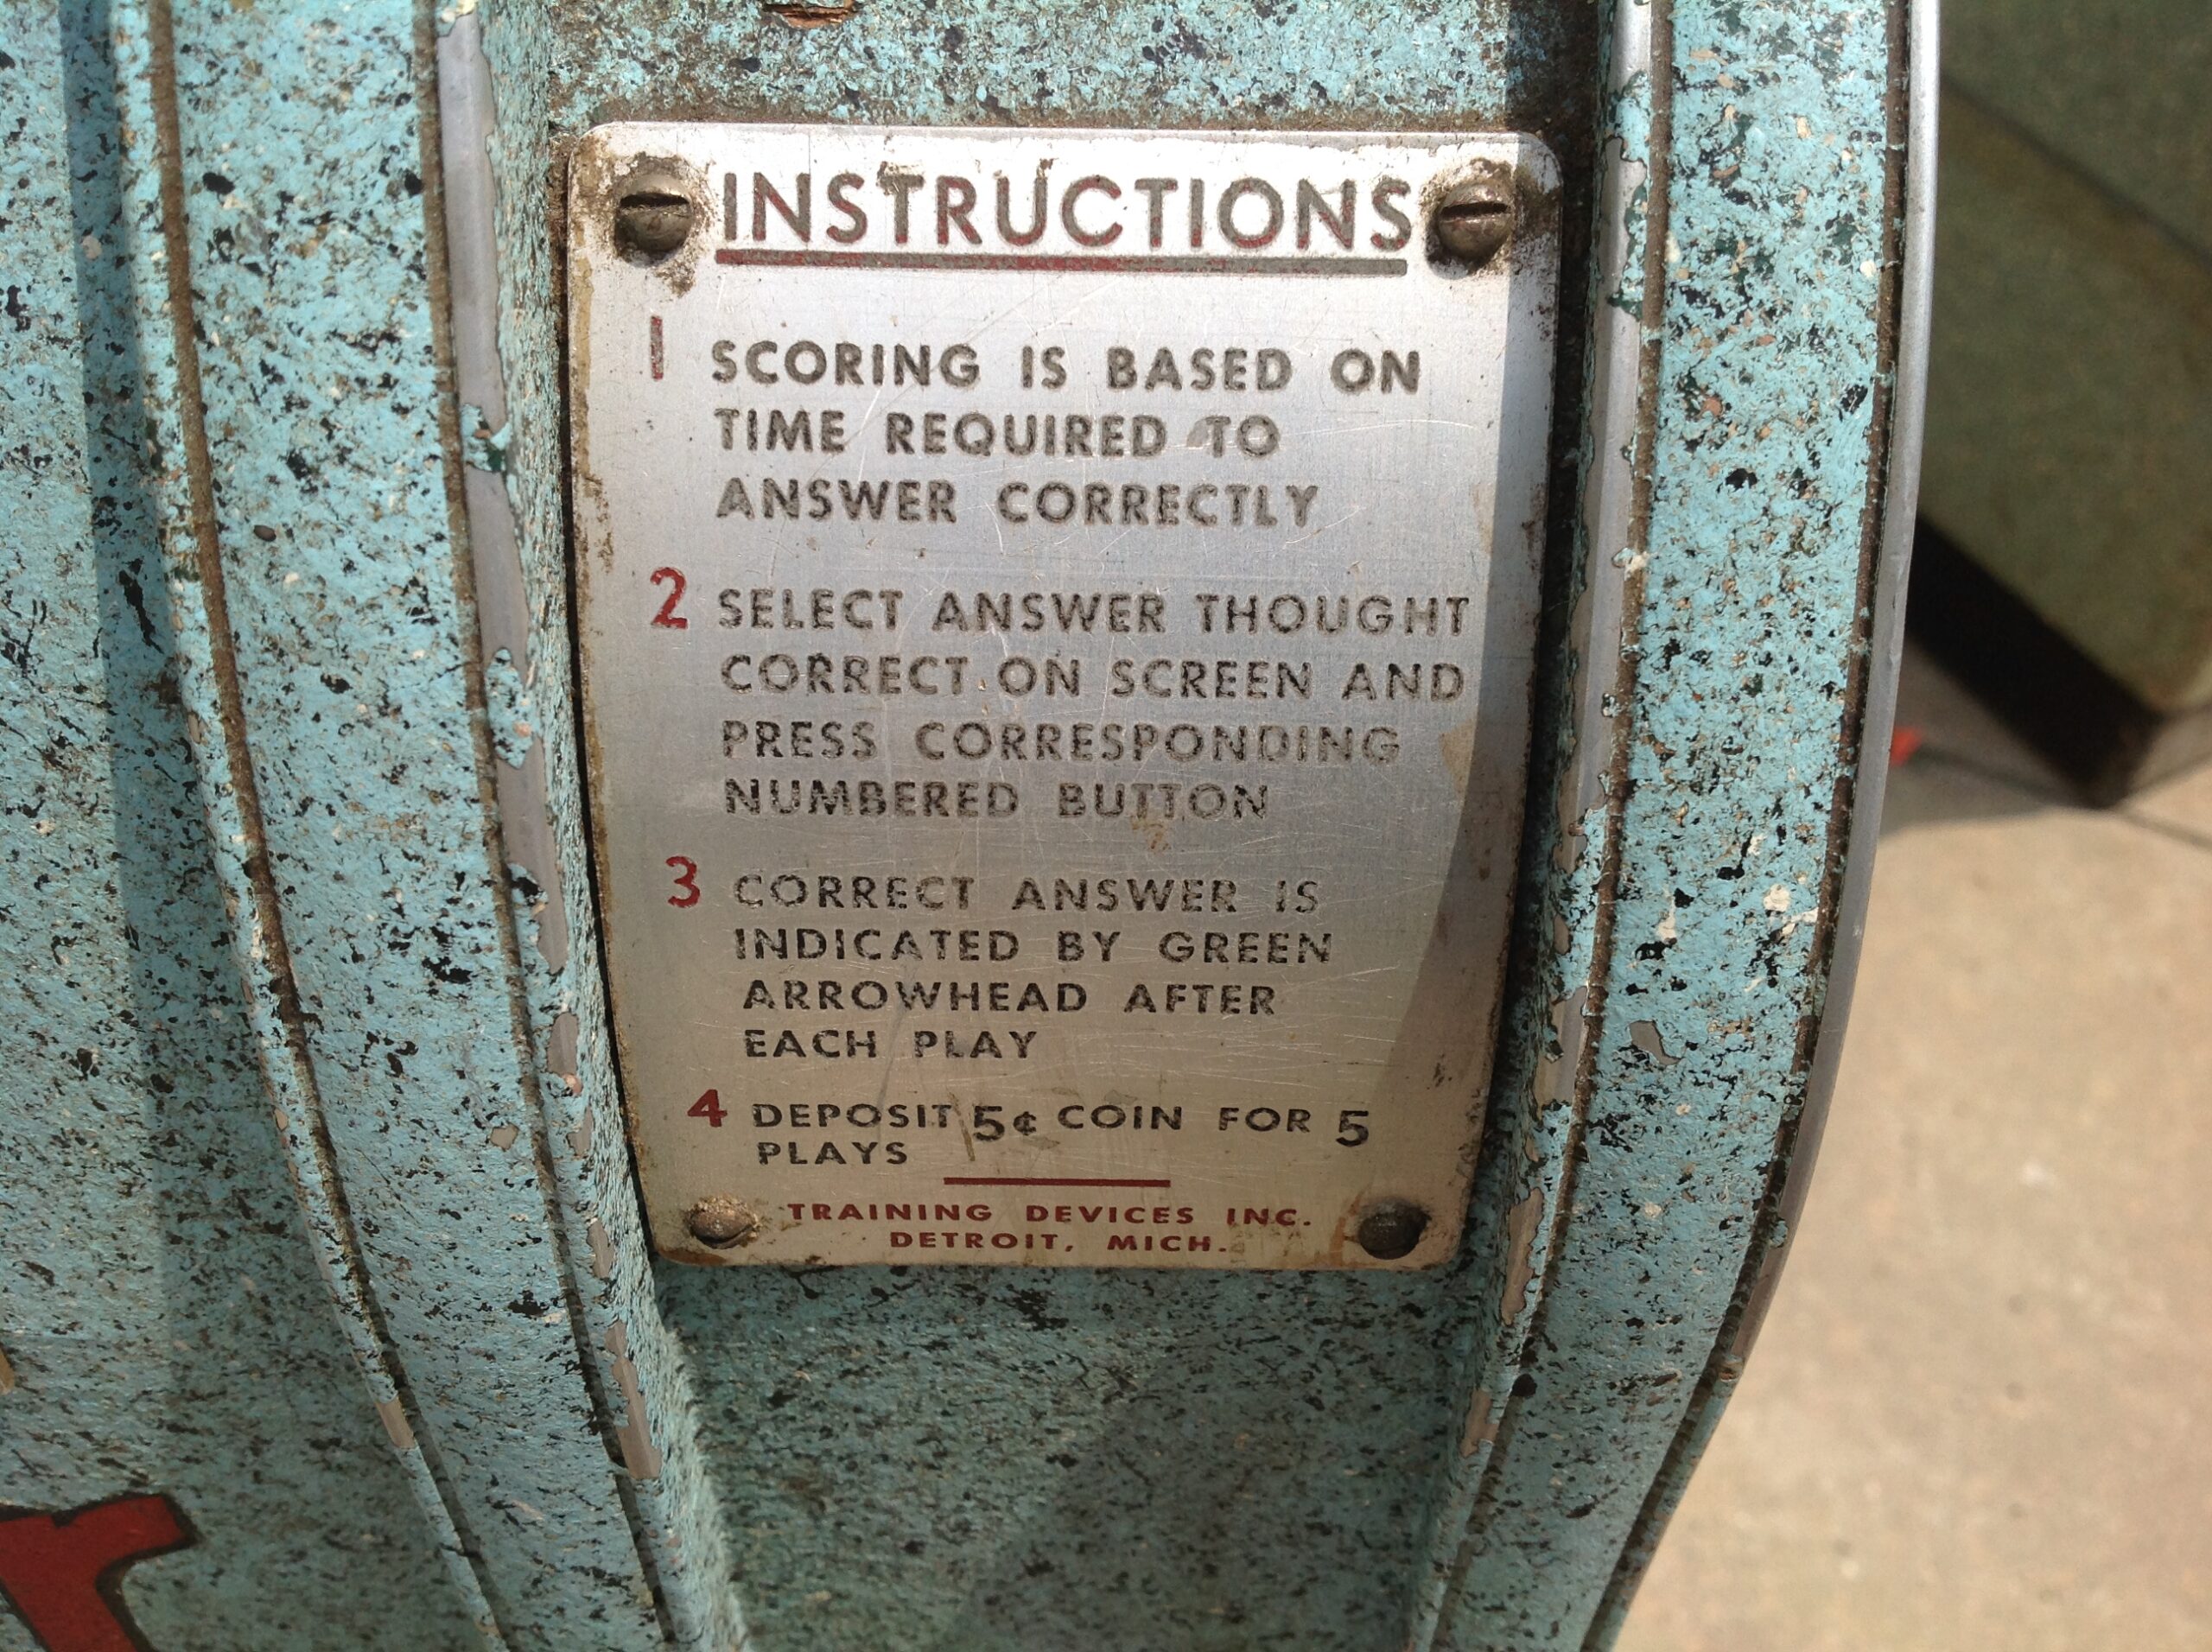 INSTRUCTIONS
1 SCORING IS BASED ON
TIME REQUIRED TO
ANSWER CORRECTLY
2 SELECT ANSWER THOUGHT
CORRECT ON SCREEN AND
PRESS CORRESPONDING
NUMBERED BUTTON
3 CORRECT ANSWER IS
INDICATED BY GREEN
ARROWHEAD AFTER
EACH PLAY
4 DEPOSIT 5¢ COIN FOR 5
PLAYS
TRAINING DEVICES INC.
DETROIT, MICH.